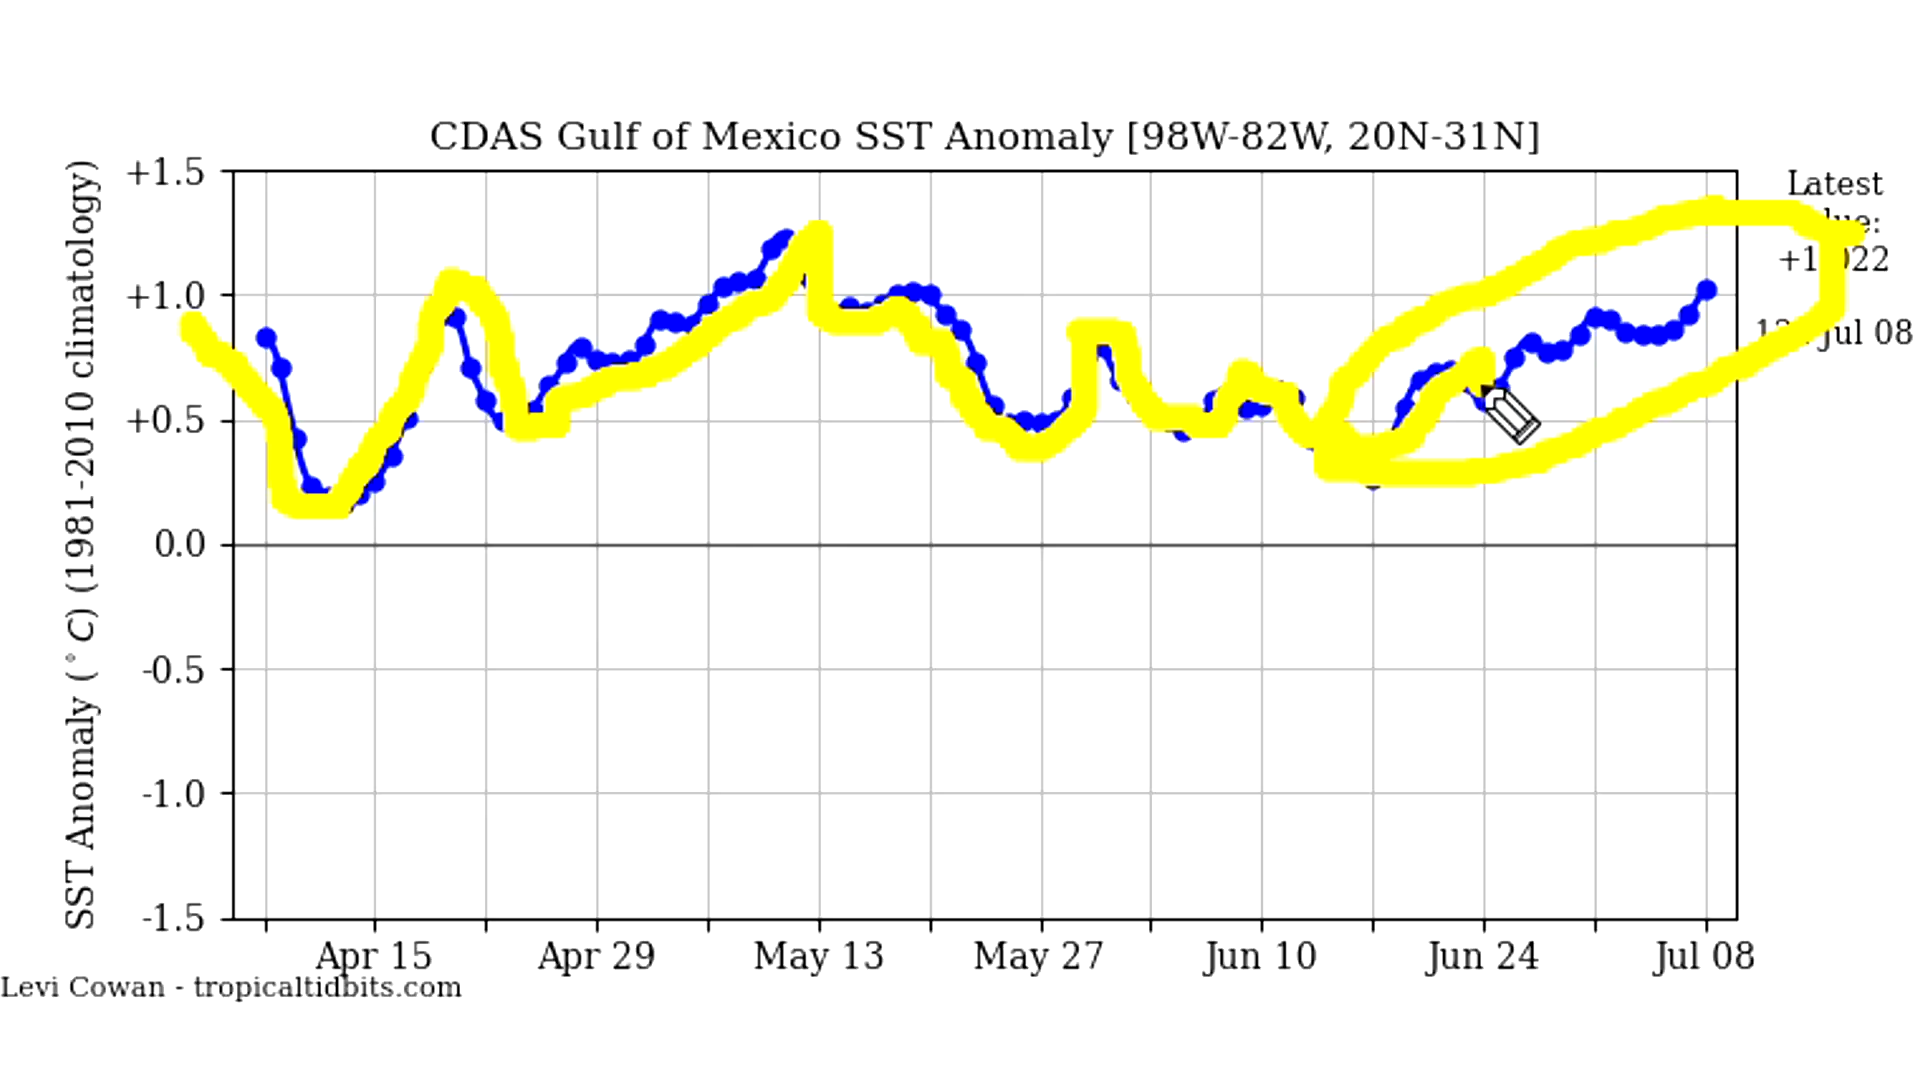 CDAS Gulf of Mexico SST Anomaly [98W-82W, 20N-31N]
SST Anomaly (°C) (1981-2010 climatology)
+1.5
+1.0
+0.5
0.0
-0.5
-1.0
-1.5
Apr 15 Apr 29 May 13 May 27 Jun 10 Jun 24 Jul 08
Latest
Jul 08
Levi Cowan - tropicaltidbits.com